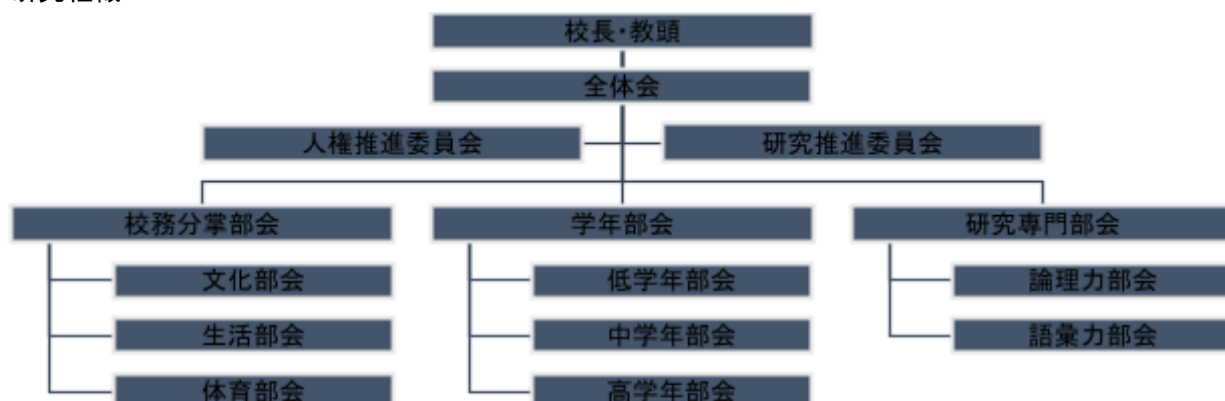 校長・教頭
全体会
人権推進委員会
研究推進委員会
校務分掌部会
学年部会
研究専門部会
文化部会
低学年部会
論理力部会
生活部会
中学年部会
語彙力部会
体育部会
高学年部会